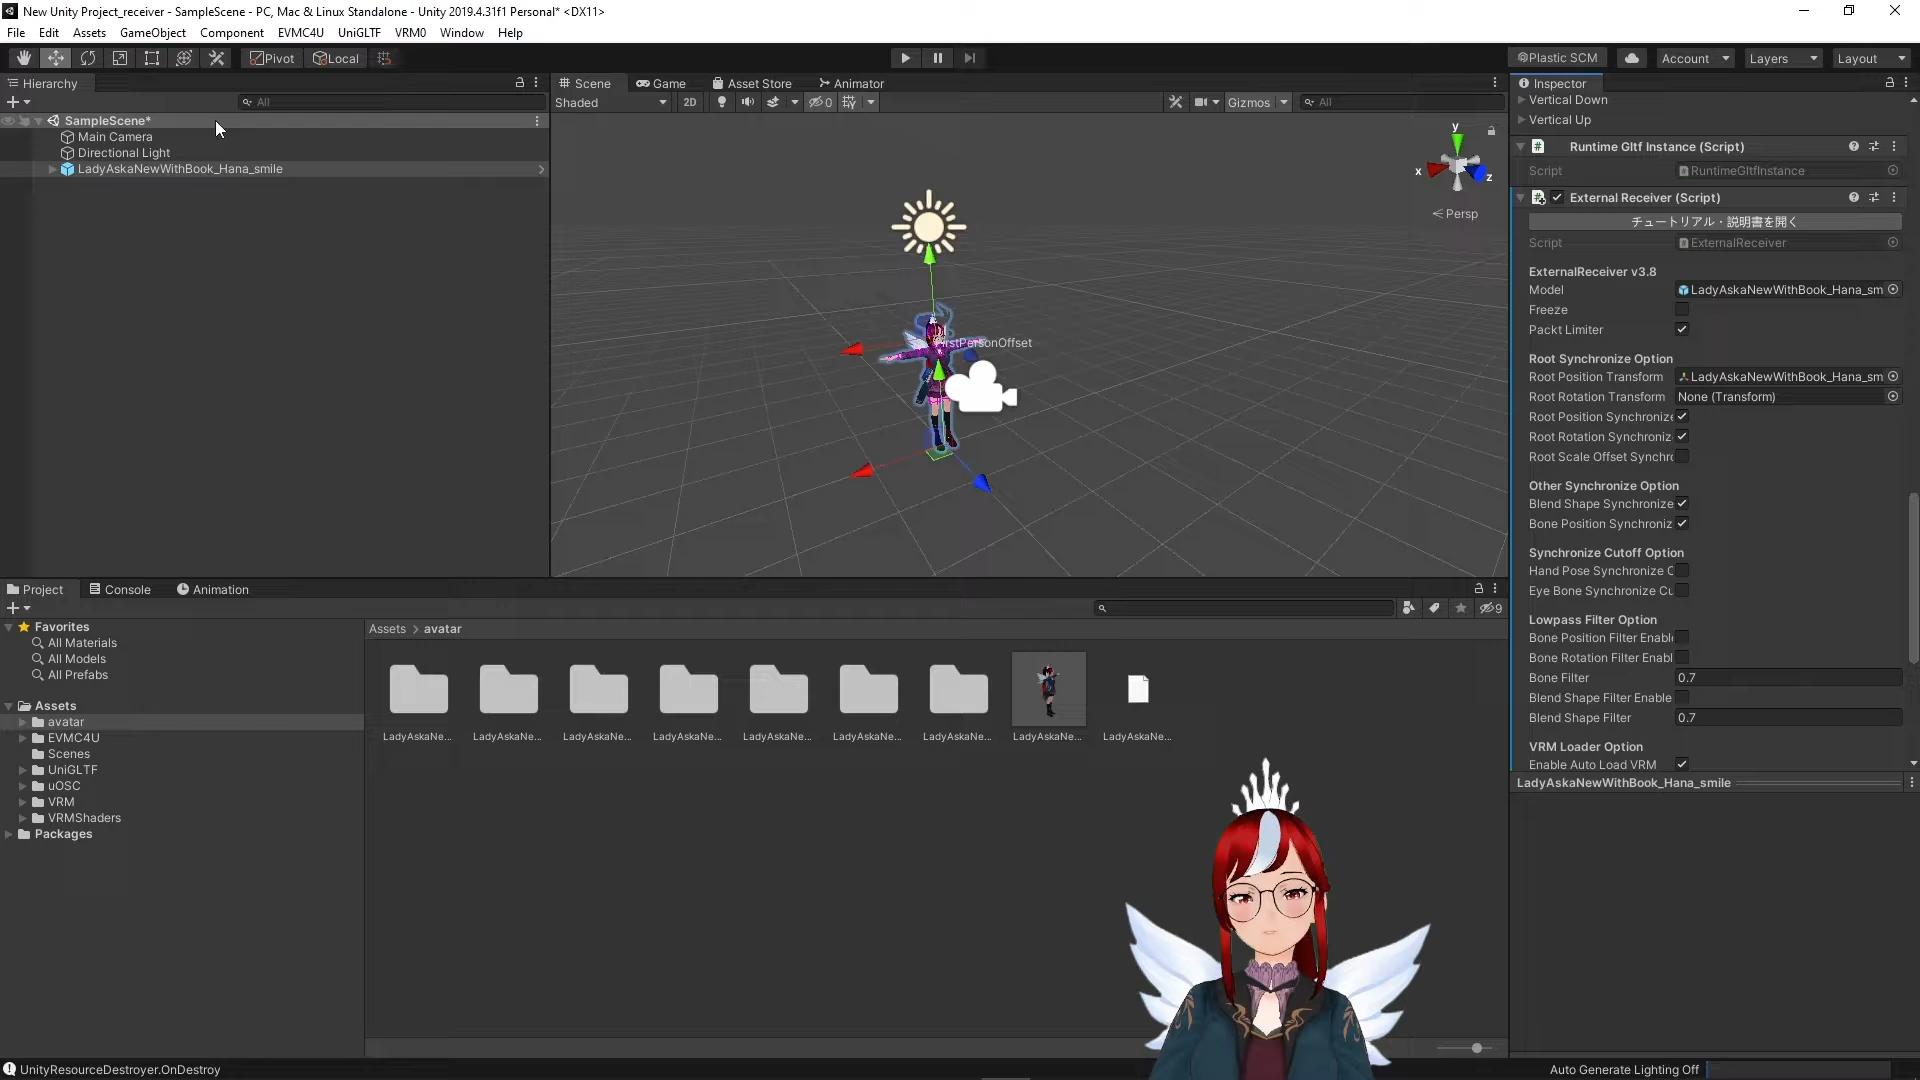 New Unity Project_receiver - SampleScene - PC, Mac & Linux Standalone - Unity 2019.4.31f1 Personal* <DX11>
File Edit Assets GameObject Component EVMC4U UniGLTF VRM0 Window Help
Pivot Local Plastic SCM Account Layers Layout
Hierarchy
All
SampleScene*
Main Camera
Directional Light
LadyAskaNewWithBook_Hana_smile
Scene Game Asset Store Animator
Shaded 2D 0 Gizmos All
y
x
z
Persp
FirstPersonOffset
Inspector
Vertical Down
Vertical Up
Runtime Gltf Instance (Script)
Script RuntimeGltfInstance
External Receiver (Script)
チュートリアル・説明書を開く
Script ExternalReceiver
ExternalReceiver v3.8
Model LadyAskaNewWithBook_Hana_sm
Freeze
Packt Limiter
Root Synchronize Option
Root Position Transform LadyAskaNewWithBook_Hana_sm
Root Rotation Transform None (Transform)
Root Position Synchronize
Root Rotation Synchroniz
Root Scale Offset Synchro
Other Synchronize Option
Blend Shape Synchronize
Bone Position Synchroniz
Synchronize Cutoff Option
Hand Pose Synchronize C
Eye Bone Synchronize Cu
Lowpass Filter Option
Bone Position Filter Enabl
Bone Rotation Filter Enabl
Bone Filter 0.7
Blend Shape Filter Enable
Blend Shape Filter 0.7
VRM Loader Option
Enable Auto Load VRM
LadyAskaNewWithBook_Hana_smile
Project Console Animation
9
Favorites
All Materials
All Models
All Prefabs
Assets
avatar
EVMC4U
Scenes
UniGLTF
uOSC
VRM
VRMShaders
Packages
Assets > avatar
LadyAskaNe... LadyAskaNe... LadyAskaNe... LadyAskaNe... LadyAskaNe... LadyAskaNe... LadyAskaNe... LadyAskaNe... LadyAskaNe...
UnityResourceDestroyer.OnDestroy
Auto Generate Lighting Off